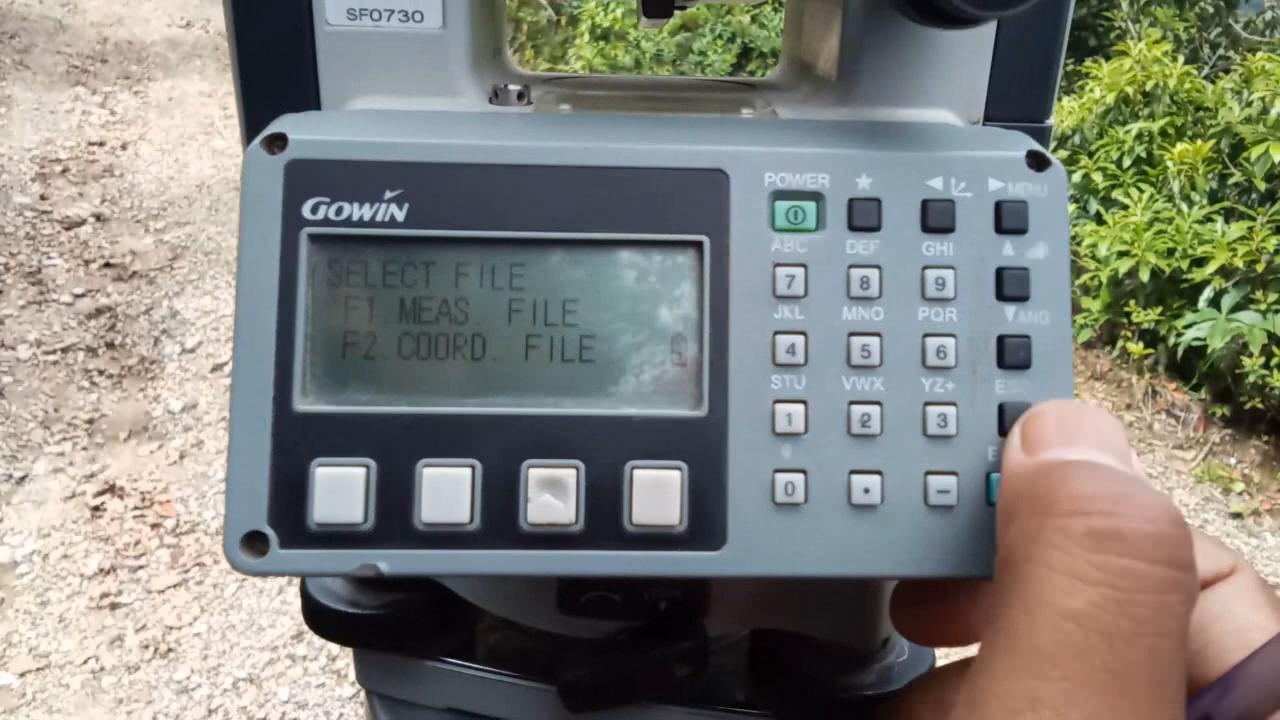 SF0730
GOWIN
SELECT FILE
F1 MEAS. FILE
F2 COORD. FILE
POWER ★ ◀ ▶ MENU
ABC DEF GHI ▲
7 8 9
JKL MNO PQR ▼ ANG
4 5 6
STU VWX YZ+
1 2 3
0 • −